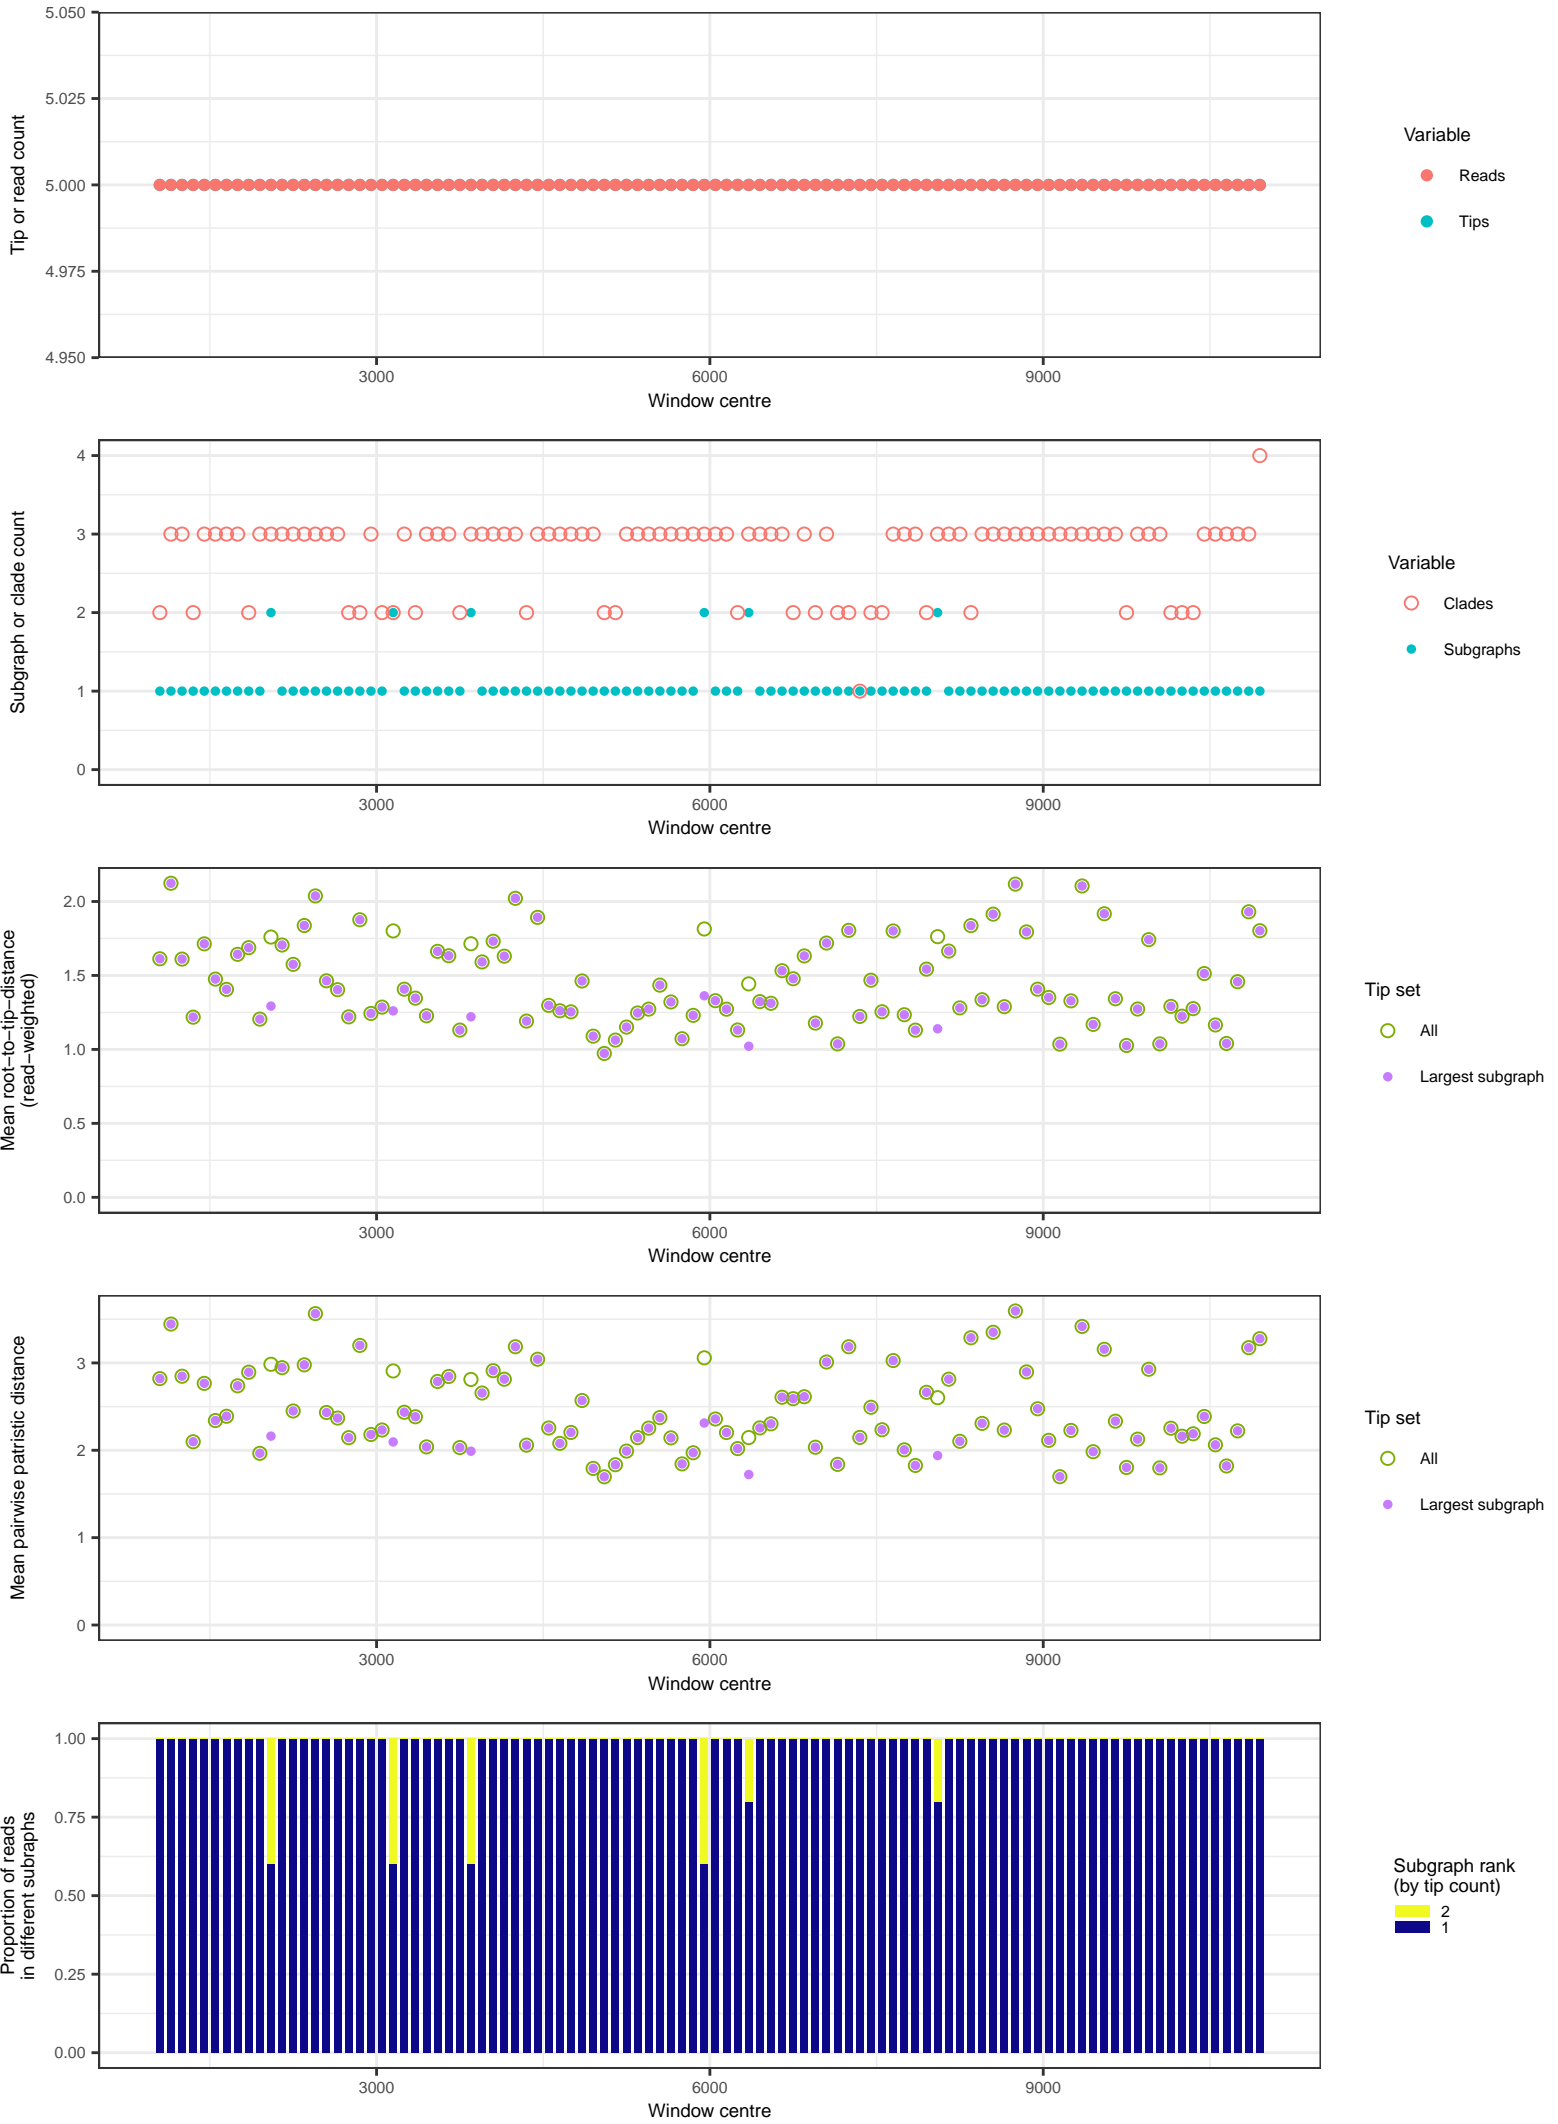 5.050
5.025
5.000
4.975
4.950
Tip or read count
3000 6000 9000
Window centre
Variable
Reads
Tips
4
3
2
1
0
Subgraph or clade count
3000 6000 9000
Window centre
Variable
Clades
Subgraphs
2.0
1.5
1.0
0.5
0.0
Mean root−to−tip−distance
(read−weighted)
3000 6000 9000
Window centre
Tip set
All
Largest subgraph
3
2
1
0
Mean pairwise patristic distance
3000 6000 9000
Window centre
Tip set
All
Largest subgraph
1.00
0.75
0.50
0.25
0.00
Proportion of reads
in different subraphs
3000 6000 9000
Window centre
Subgraph rank
(by tip count)
2
1